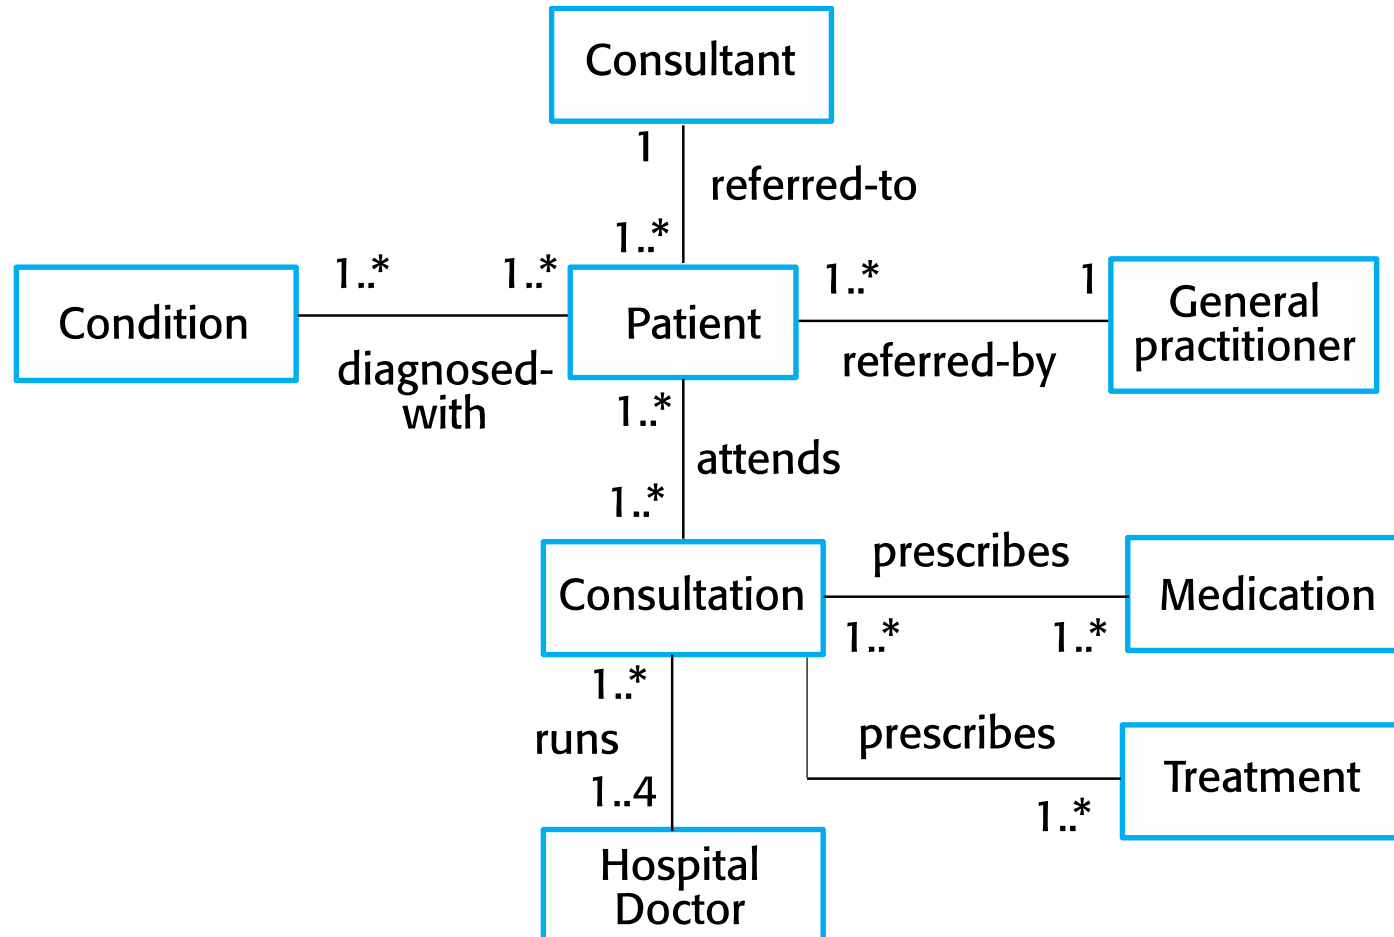 Consultant
1
referred-to
1..*
1..*
1..*
1..*
1
Condition
Patient
General
practitioner
diagnosed-
with
referred-by
1..*
attends
1..*
prescribes
Consultation
Medication
1..*
1..*
1..*
runs
prescribes
1..4
Treatment
1..*
Hospital
Doctor